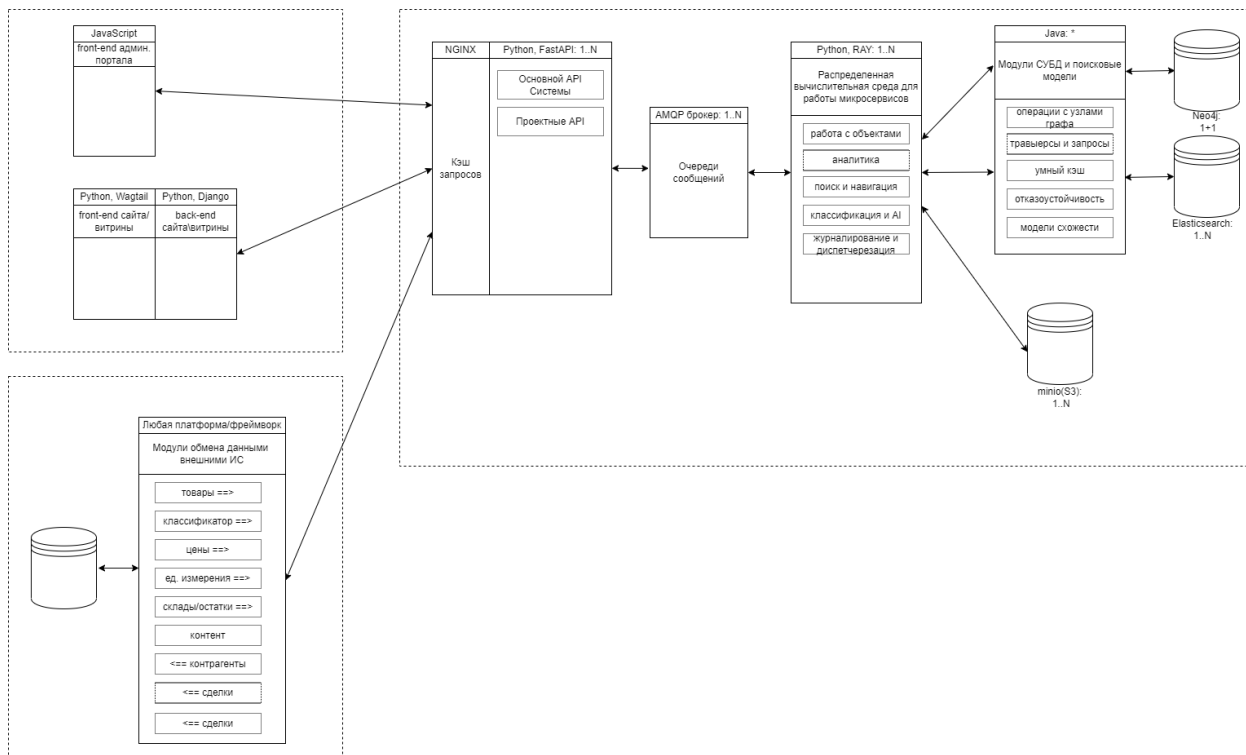 JavaScript
front-end админ.
портала
Python, Wagtail
Python, Django
front-end сайта/
витрины
back-end
сайта\витрины
NGINX
Python, FastAPI: 1..N
Кэш
запросов
Основной API
Системы
Проектные API
AMQP брокер: 1..N
Очереди
сообщений
Python, RAY: 1..N
Распределенная
вычислительная среда для
работы микросервисов
работа с объектами
аналитика
поиск и навигация
классификация и AI
журналирование и
диспетчерезация
Java: *
Модули СУБД и поисковые
модели
операции с узлами
графа
травыерсы и запросы
умный кэш
отказоустойчивость
модели схожести
Neo4j:
1+1
Elasticsearch:
1..N
minio(S3):
1..N
Любая платформа/фреймворк
Модули обмена данными
внешними ИС
товары ==>
классификатор ==>
цены ==>
ед. измерения ==>
склады/остатки ==>
контент
<== контрагенты
<== сделки
<== сделки